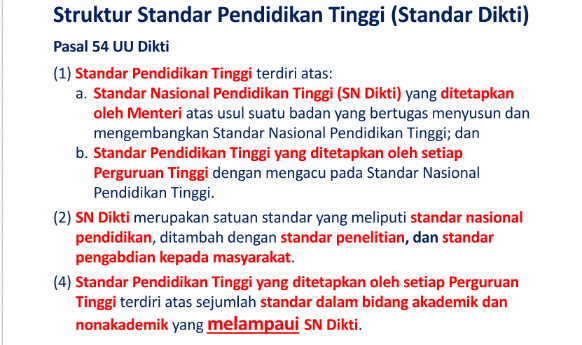 Struktur Standar Pendidikan Tinggi (Standar Dikti)
Pasal 54 UU Dikti
(1) Standar Pendidikan Tinggi terdiri atas:
a. Standar Nasional Pendidikan Tinggi (SN Dikti) yang ditetapkan
oleh Menteri atas usul suatu badan yang bertugas menyusun dan
mengembangkan Standar Nasional Pendidikan Tinggi; dan
b. Standar Pendidikan Tinggi yang ditetapkan oleh setiap
Perguruan Tinggi dengan mengacu pada Standar Nasional
Pendidikan Tinggi.
(2) SN Dikti merupakan satuan standar yang meliputi standar nasional
pendidikan, ditambah dengan standar penelitian, dan standar
pengabdian kepada masyarakat.
(4) Standar Pendidikan Tinggi yang ditetapkan oleh setiap Perguruan
Tinggi terdiri atas sejumlah standar dalam bidang akademik dan
nonakademik yang melampaui SN Dikti.